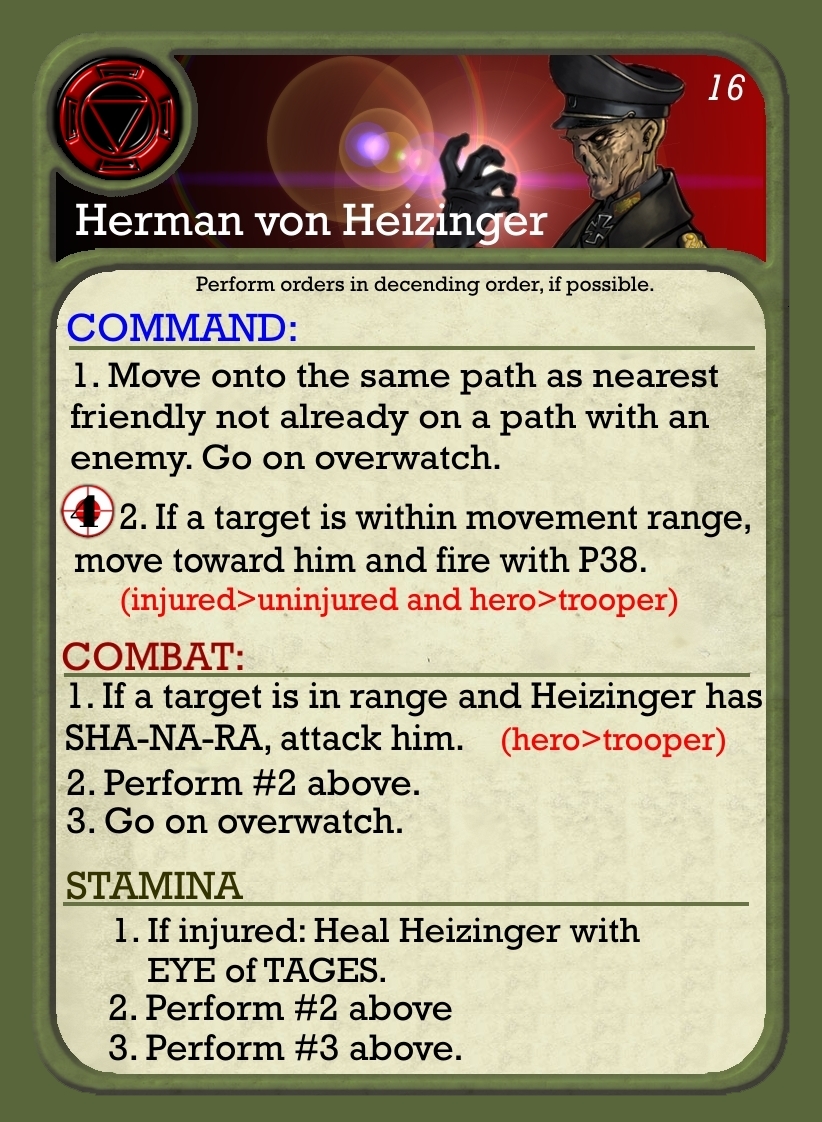 16
Herman von Heizinger
Perform orders in decending order, if possible.
COMMAND:
1. Move onto the same path as nearest
friendly not already on a path with an
enemy. Go on overwatch.
4 2. If a target is within movement range,
move toward him and fire with P38.
(injured>uninjured and hero>trooper)
COMBAT:
1. If a target is in range and Heizinger has
SHA-NA-RA, attack him. (hero>trooper)
2. Perform #2 above.
3. Go on overwatch.
STAMINA
1. If injured: Heal Heizinger with
EYE of TAGES.
2. Perform #2 above
3. Perform #3 above.